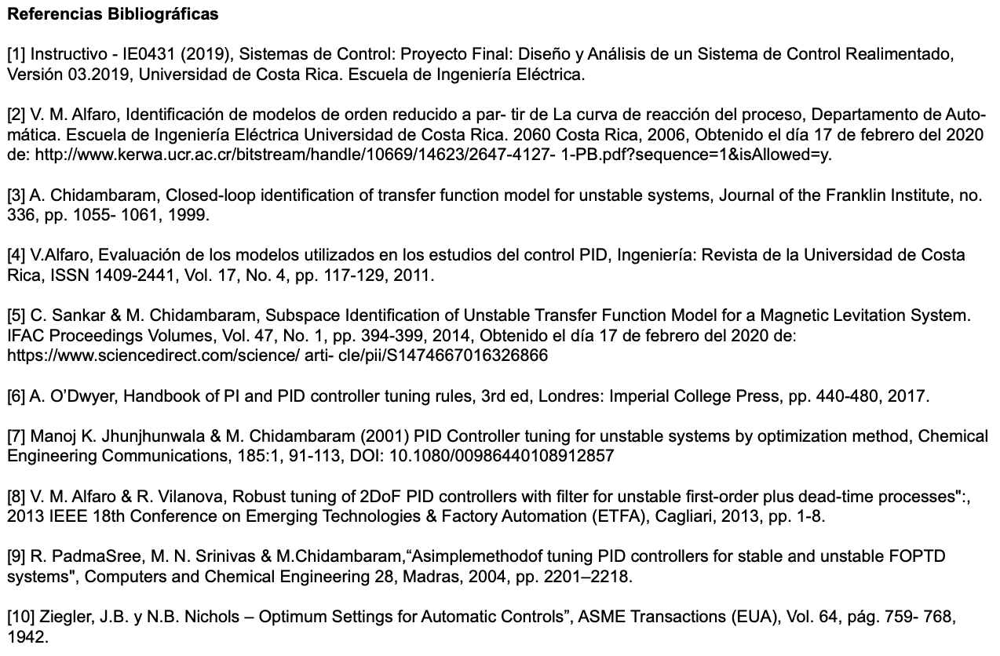 Referencias Bibliográficas
[1] Instructivo - IE0431 (2019), Sistemas de Control: Proyecto Final: Diseño y Análisis de un Sistema de Control Realimentado,
Versión 03.2019, Universidad de Costa Rica. Escuela de Ingeniería Eléctrica.
[2] V. M. Alfaro, Identificación de modelos de orden reducido a par- tir de La curva de reacción del proceso, Departamento de Auto-
mática. Escuela de Ingeniería Eléctrica Universidad de Costa Rica. 2060 Costa Rica, 2006, Obtenido el día 17 de febrero del 2020
de: http://www.kerwa.ucr.ac.cr/bitstream/handle/10669/14623/2647-4127- 1-PB.pdf?sequence=1&isAllowed=y.
[3] A. Chidambaram, Closed-loop identification of transfer function model for unstable systems, Journal of the Franklin Institute, no.
336, pp. 1055- 1061, 1999.
[4] V.Alfaro, Evaluación de los modelos utilizados en los estudios del control PID, Ingeniería: Revista de la Universidad de Costa
Rica, ISSN 1409-2441, Vol. 17, No. 4, pp. 117-129, 2011.
[5] C. Sankar & M. Chidambaram, Subspace Identification of Unstable Transfer Function Model for a Magnetic Levitation System.
IFAC Proceedings Volumes, Vol. 47, No. 1, pp. 394-399, 2014, Obtenido el día 17 de febrero del 2020 de:
https://www.sciencedirect.com/science/ arti- cle/pii/S1474667016326866
[6] A. O’Dwyer, Handbook of PI and PID controller tuning rules, 3rd ed, Londres: Imperial College Press, pp. 440-480, 2017.
[7] Manoj K. Jhunjhunwala & M. Chidambaram (2001) PID Controller tuning for unstable systems by optimization method, Chemical
Engineering Communications, 185:1, 91-113, DOI: 10.1080/00986440108912857
[8] V. M. Alfaro & R. Vilanova, Robust tuning of 2DoF PID controllers with filter for unstable first-order plus dead-time processes":,
2013 IEEE 18th Conference on Emerging Technologies & Factory Automation (ETFA), Cagliari, 2013, pp. 1-8.
[9] R. PadmaSree, M. N. Srinivas & M.Chidambaram,“Asimplemethodof tuning PID controllers for stable and unstable FOPTD
systems", Computers and Chemical Engineering 28, Madras, 2004, pp. 2201–2218.
[10] Ziegler, J.B. y N.B. Nichols – Optimum Settings for Automatic Controls”, ASME Transactions (EUA), Vol. 64, pág. 759- 768,
1942.